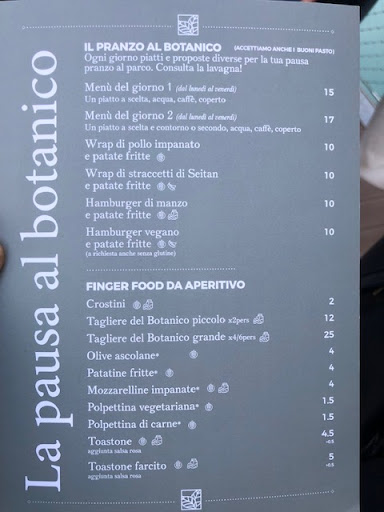 La pausa al botanico
IL PRANZO AL BOTANICO (ACCETTIAMO ANCHE I BUONI PASTO)
Ogni giorno piatti e proposte diverse per la tua pausa
pranzo al parco. Consulta la lavagna!
Menù del giorno 1 (dal lunedì al venerdì) 15
Un piatto a scelta, acqua, caffè, coperto
Menù del giorno 2 (dal lunedì al venerdì) 17
Un piatto a scelta e contorno o secondo, acqua, caffè, coperto
Wrap di pollo impanato 10
e patate fritte
Wrap di straccetti di Seitan 10
e patate fritte
Hamburger di manzo 10
e patate fritte
Hamburger vegano 10
e patate fritte
(a richiesta anche senza glutine)
FINGER FOOD DA APERITIVO
Crostini 2
Tagliere del Botanico piccolo x2pers 12
Tagliere del Botanico grande x4/6pers 25
Olive ascolane* 4
Patatine fritte* 4
Mozzarelline impanate* 4
Polpettina vegetariana* 1.5
Polpettina di carne* 1.5
Toastone 4.5
aggiunta salsa rosa +0.5
Toastone farcito 5
aggiunta salsa rosa +0.5